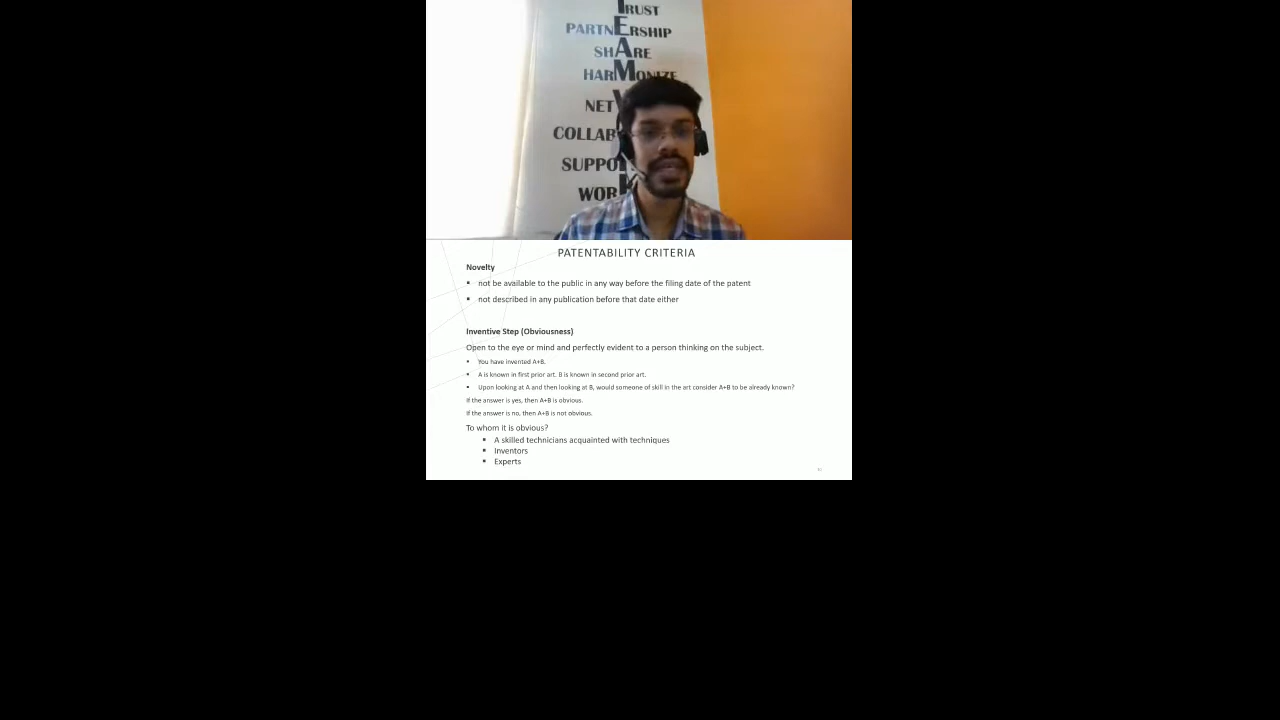 TRUST
PARTNERSHIP
SHARE
HARMONIZE
NET
COLLAB
SUPPO
WOR K
PATENTABILITY CRITERIA
Novelty
▪ not be available to the public in any way before the filing date of the patent
▪ not described in any publication before that date either
Inventive Step (Obviousness)
Open to the eye or mind and perfectly evident to a person thinking on the subject.
▪ You have invented A+B.
▪ A is known in first prior art. B is known in second prior art.
▪ Upon looking at A and then looking at B, would someone of skill in the art consider A+B to be already known?
If the answer is yes, then A+B is obvious.
If the answer is no, then A+B is not obvious.
To whom it is obvious?
▪ A skilled technicians acquainted with techniques
▪ Inventors
▪ Experts